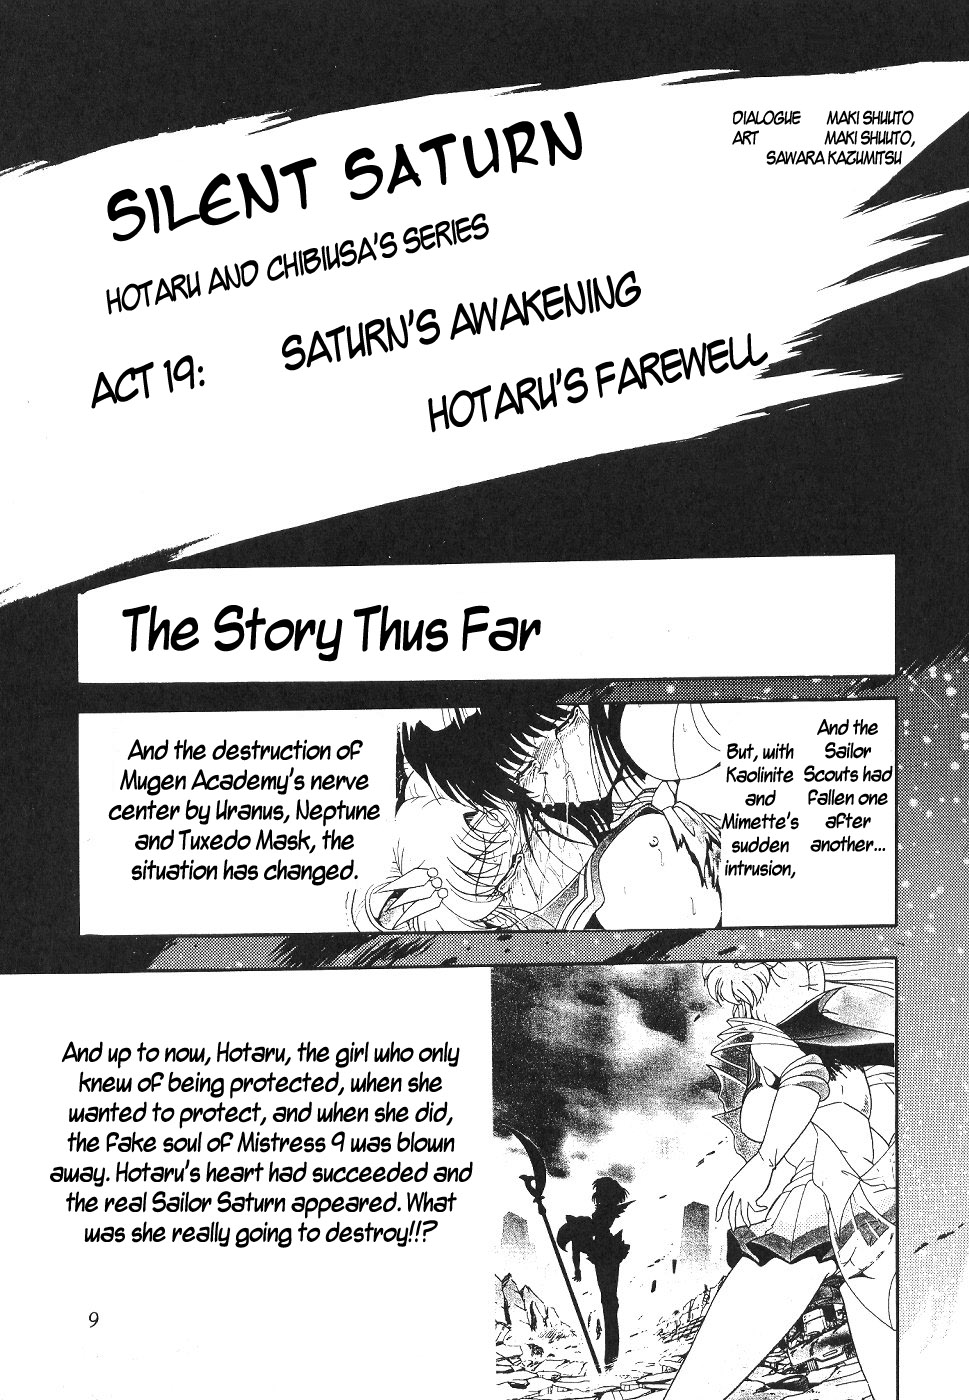 DIALOGUE MAKI SHUUTO
ART MAKI SHUUTO,
SAWARA KAZUMITSU
SILENT SATURN
HOTARU AND CHIBIUSA'S SERIES
ACT 19: SATURN'S AWAKENING
HOTARU'S FAREWELL
The Story Thus Far
And the
Sailor
Scouts had
fallen one
after
another...
But, with
Kaolinite
and
Mimette's
sudden
intrusion,
And the destruction of
Mugen Academy's nerve
center by Uranus, Neptune
and Tuxedo Mask, the
situation has changed.
And up to now, Hotaru, the girl who only
knew of being protected, when she
wanted to protect, and when she did,
the fake soul of Mistress 9 was blown
away. Hotaru's heart had succeeded and
the real Sailor Saturn appeared. What
was she really going to destroy!!?
9